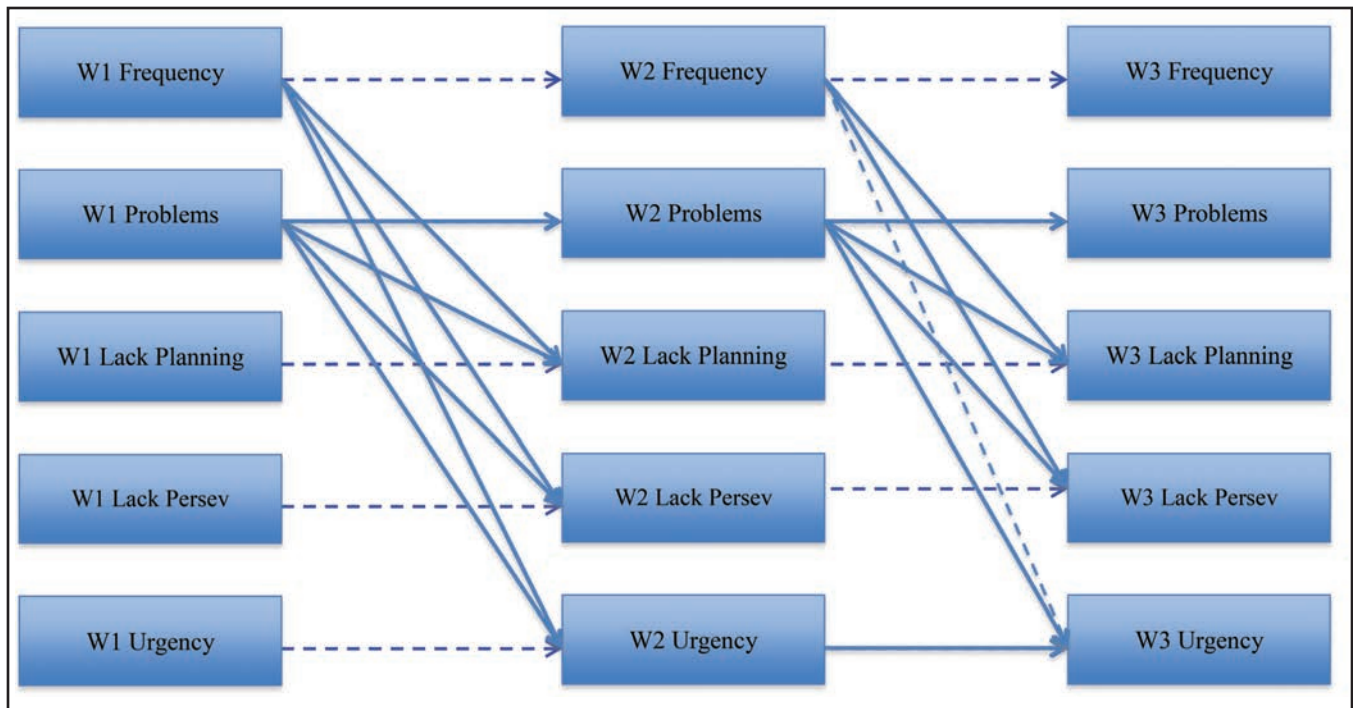 W1 Frequency
W2 Frequency
W3 Frequency
W1 Problems
W2 Problems
W3 Problems
W1 Lack Planning
W2 Lack Planning
W3 Lack Planning
W1 Lack Persev
W2 Lack Persev
W3 Lack Persev
W1 Urgency
W2 Urgency
W3 Urgency